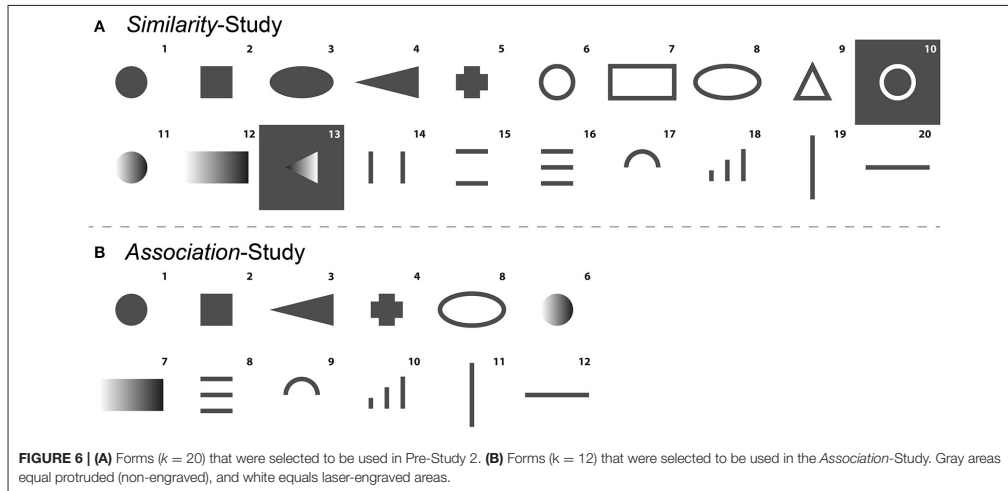 A Similarity-Study
1 2 3 4 5 6 7 8 9 10
11 12 13 14 15 16 17 18 19 20
B Association-Study
1 2 3 4 8 6
7 8 9 10 11 12
FIGURE 6 | (A) Forms (k = 20) that were selected to be used in Pre-Study 2. (B) Forms (k = 12) that were selected to be used in the Association-Study. Gray areas
equal protruded (non-engraved), and white equals laser-engraved areas.